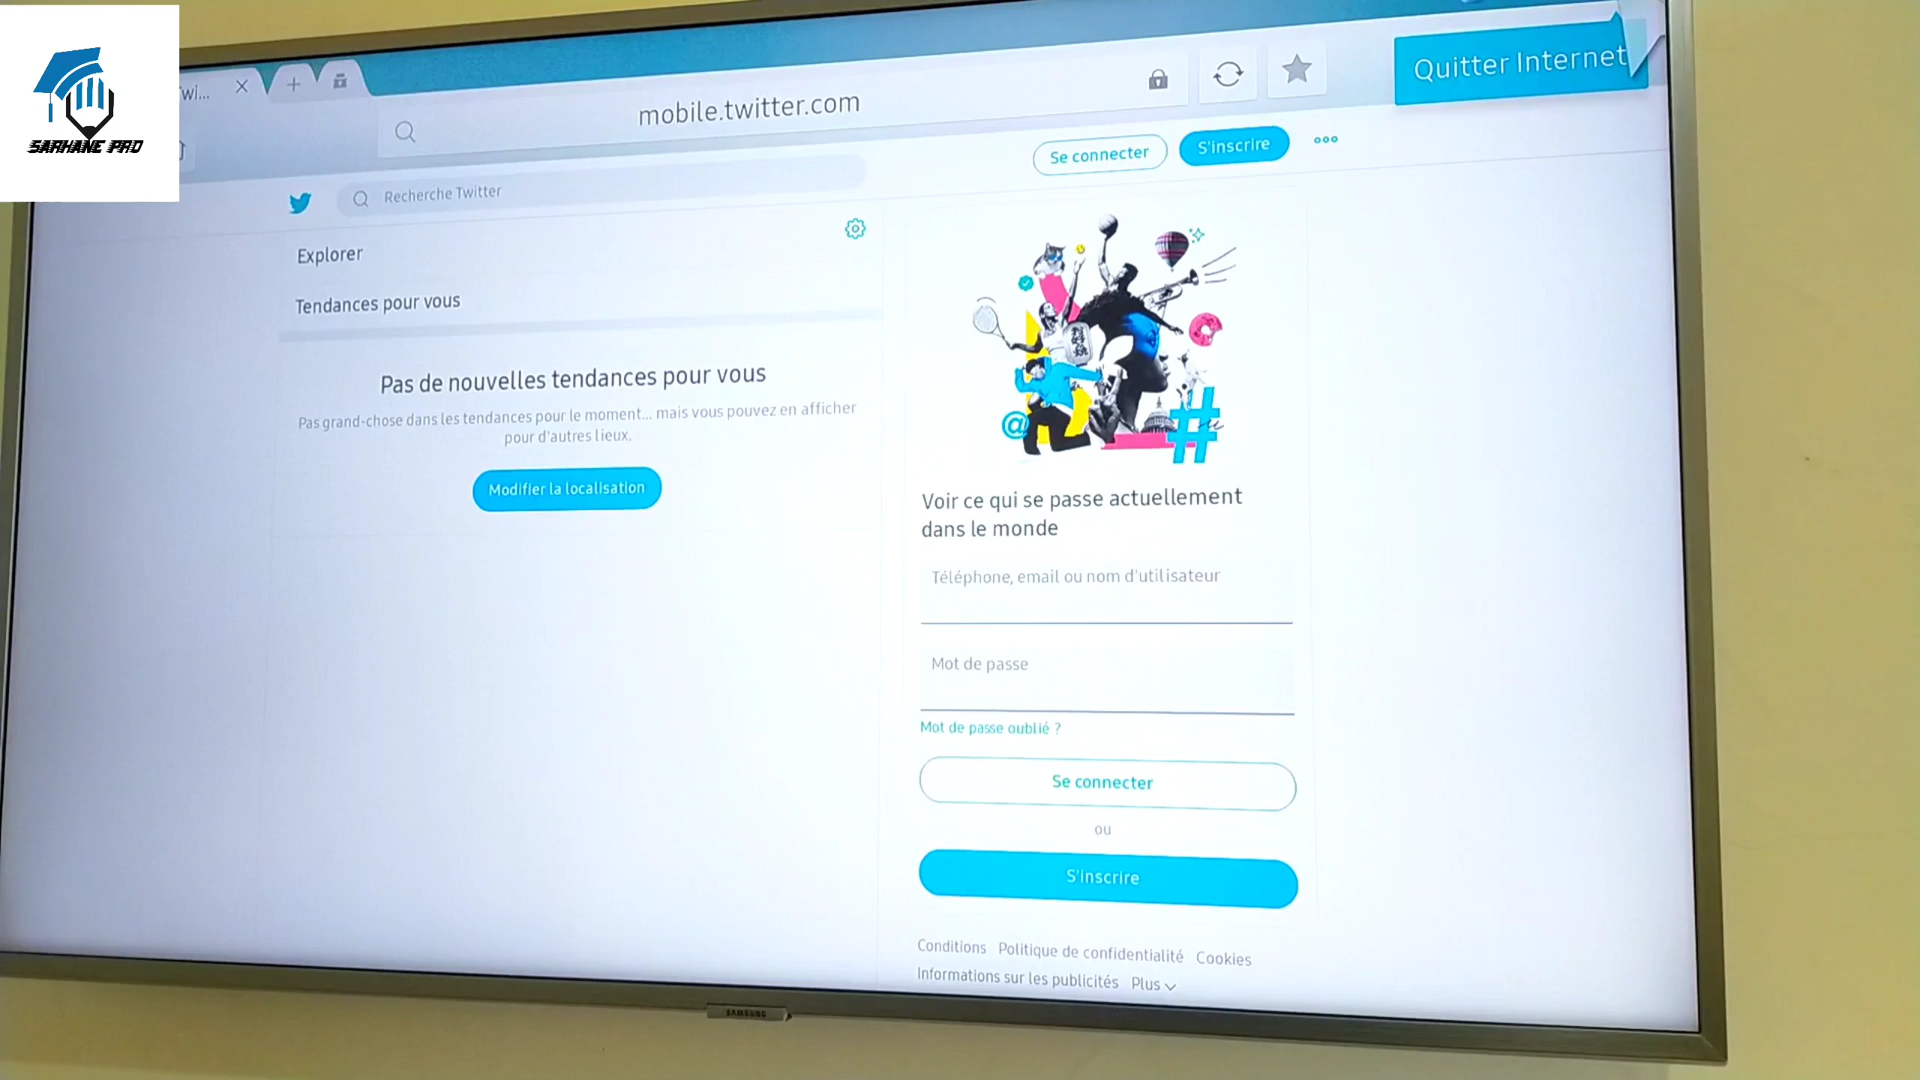 SARHANE PRO
wi...
mobile.twitter.com
Quitter Internet
Recherche Twitter
Se connecter
S'inscrire
Explorer
Tendances pour vous
Pas de nouvelles tendances pour vous
Pas grand-chose dans les tendances pour le moment... mais vous pouvez en afficher
pour d'autres lieux.
Modifier la localisation
@
#
Voir ce qui se passe actuellement
dans le monde
Téléphone, email ou nom d'utilisateur
Mot de passe
Mot de passe oublié ?
Se connecter
ou
S'inscrire
Conditions Politique de confidentialité Cookies
Informations sur les publicités Plus
SAMSUNG